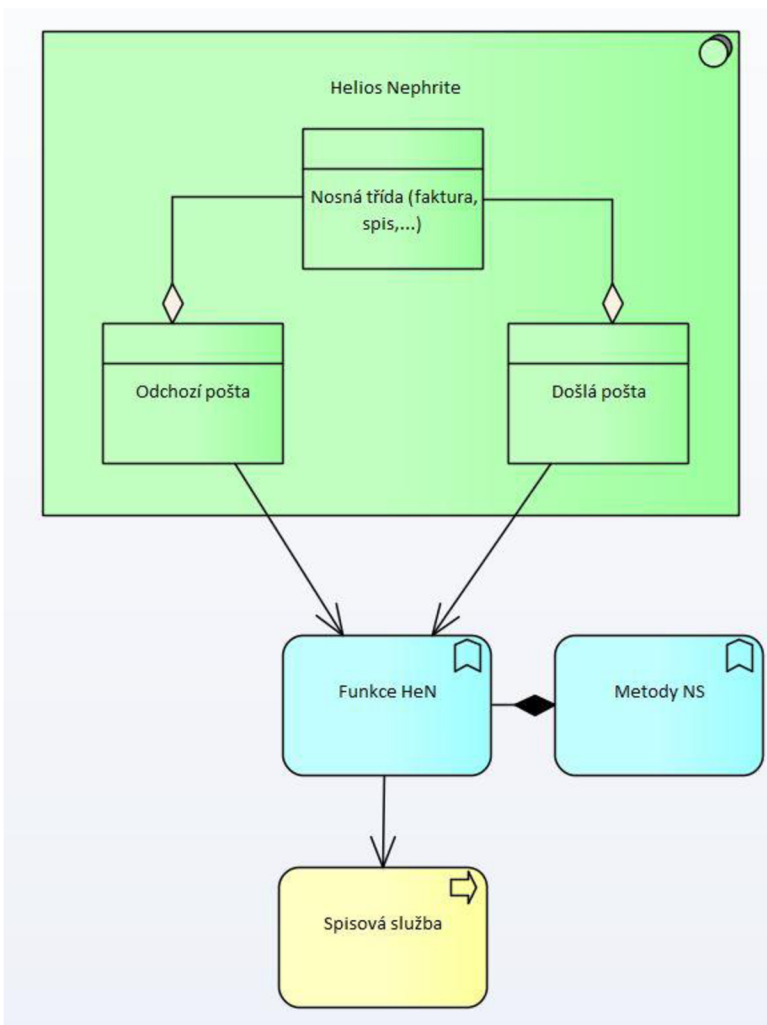 Helios Nephrite
Nosná třída (faktura,
spis,...)
Odchozí pošta
Došlá pošta
Funkce HeN
Metody NS
Spisová služba